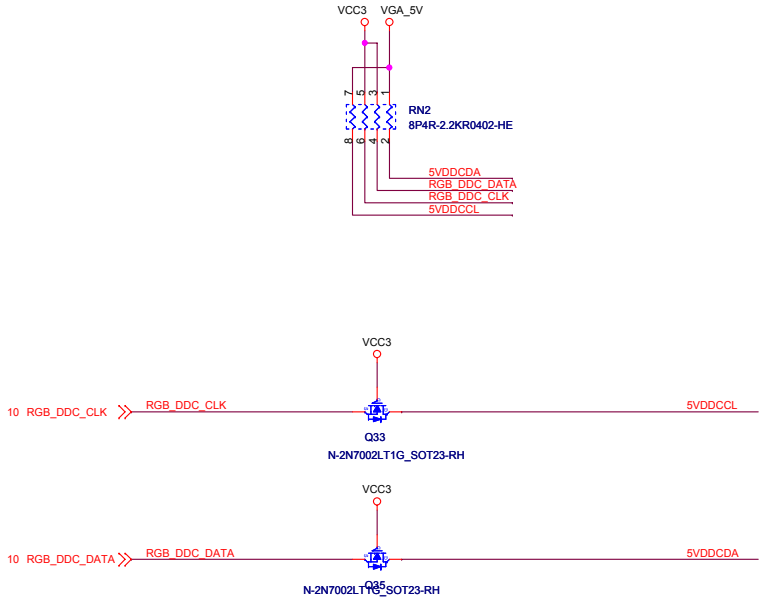 VCC3 VGA_5V
7 5 3 1
RN2
8P4R-2.2KR0402-HE
8 6 4 2
5VDDCDA
RGB_DDC_DATA
RGB_DDC_CLK
5VDDCCL
VCC3
10 RGB_DDC_CLK RGB_DDC_CLK 5VDDCCL
Q33
N-2N7002LT1G_SOT23-RH
VCC3
10 RGB_DDC_DATA RGB_DDC_DATA 5VDDCDA
Q35
N-2N7002LT1G_SOT23-RH